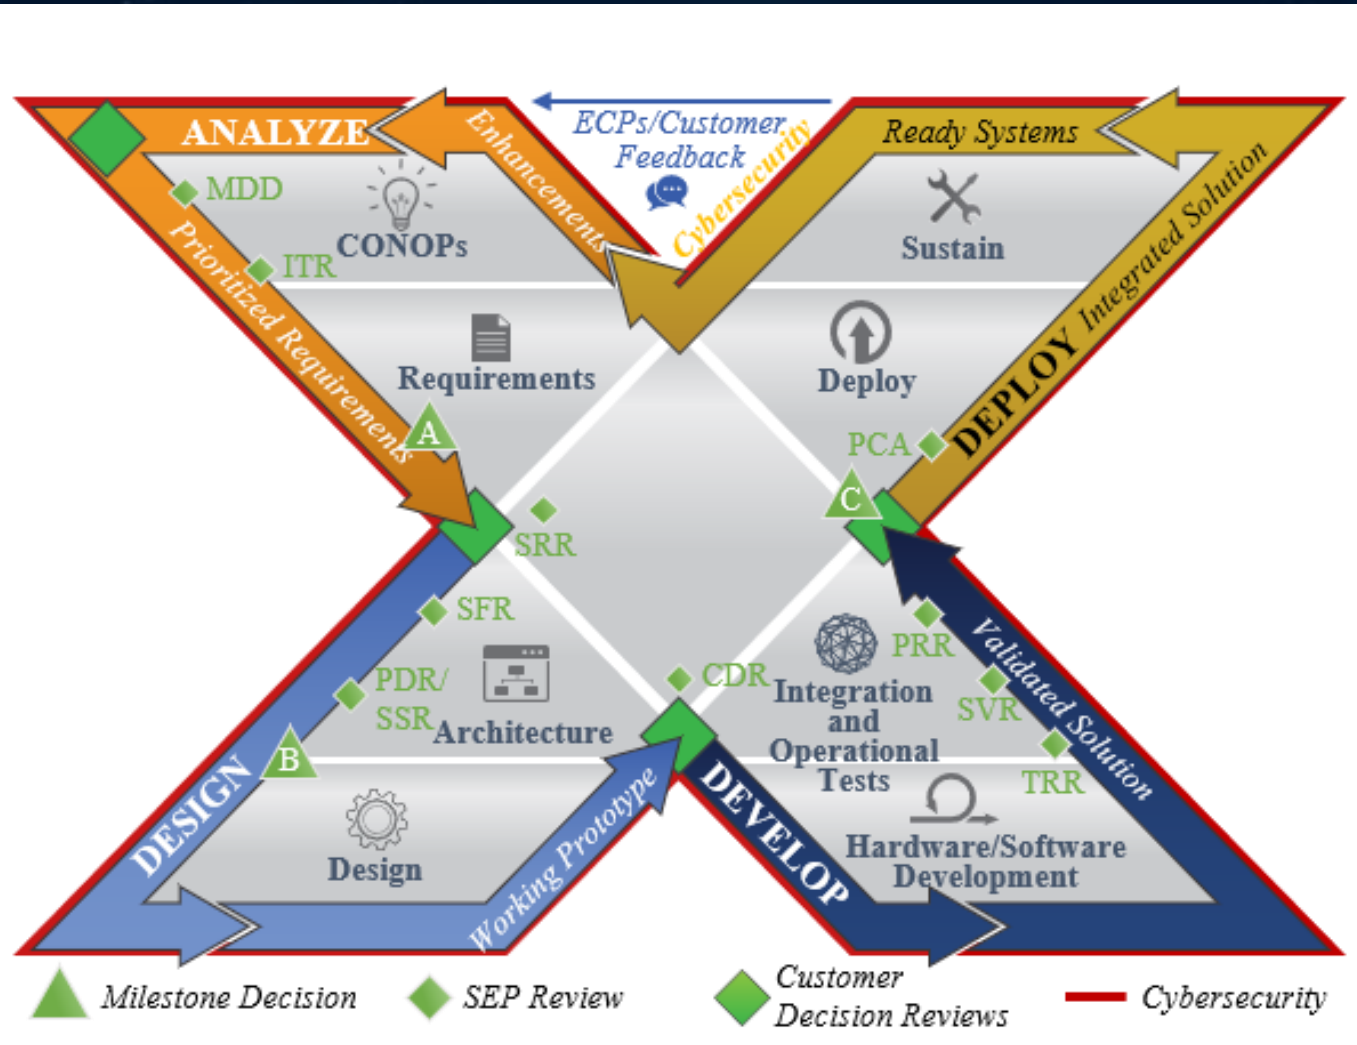 ANALYZE
Enhancements
ECPs/Customer
Feedback
Cybersecurity
Ready Systems
MDD
ITR
Prioritized Requirements
CONOPs
Sustain
Integrated Solution
Requirements
Deploy
DEPLOY
A
PCA
C
SRR
SFR
PDR/
SSR
Architecture
B
DESIGN
Design
Working Prototype
CDR
Integration
and
Operational
Tests
PRR
SVR
TRR
Validated Solution
DEVELOP
Hardware/Software
Development
Milestone Decision
SEP Review
Customer
Decision Reviews
Cybersecurity